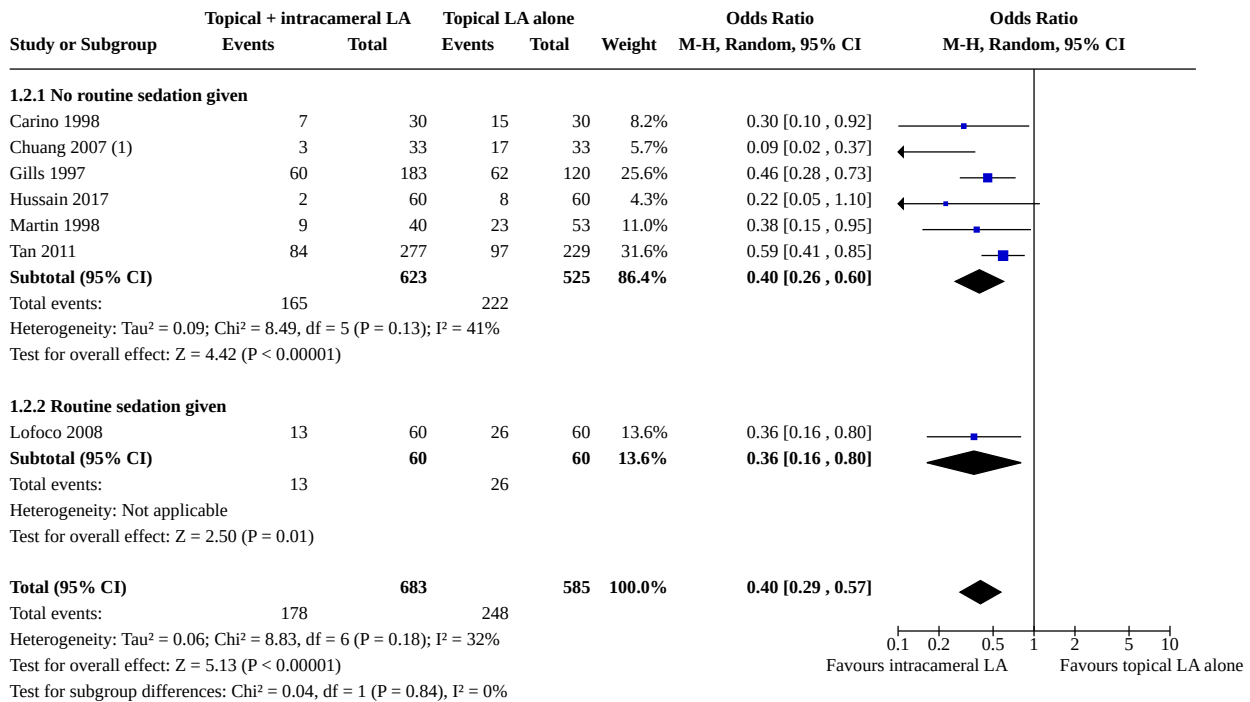 Topical + intracameral LA Topical LA alone Odds Ratio Odds Ratio
Study or Subgroup Events Total Events Total Weight M-H, Random, 95% CI M-H, Random, 95% CI
1.2.1 No routine sedation given
Carino 1998 7 30 15 30 8.2% 0.30 [0.10 , 0.92]
Chuang 2007 (1) 3 33 17 33 5.7% 0.09 [0.02 , 0.37]
Gills 1997 60 183 62 120 25.6% 0.46 [0.28 , 0.73]
Hussain 2017 2 60 8 60 4.3% 0.22 [0.05 , 1.10]
Martin 1998 9 40 23 53 11.0% 0.38 [0.15 , 0.95]
Tan 2011 84 277 97 229 31.6% 0.59 [0.41 , 0.85]
Subtotal (95% CI) 623 525 86.4% 0.40 [0.26 , 0.60]
Total events: 165 222
Heterogeneity: Tau² = 0.09; Chi² = 8.49, df = 5 (P = 0.13); I² = 41%
Test for overall effect: Z = 4.42 (P < 0.00001)
1.2.2 Routine sedation given
Lofoco 2008 13 60 26 60 13.6% 0.36 [0.16 , 0.80]
Subtotal (95% CI) 60 60 13.6% 0.36 [0.16 , 0.80]
Total events: 13 26
Heterogeneity: Not applicable
Test for overall effect: Z = 2.50 (P = 0.01)
Total (95% CI) 683 585 100.0% 0.40 [0.29 , 0.57]
Total events: 178 248
Heterogeneity: Tau² = 0.06; Chi² = 8.83, df = 6 (P = 0.18); I² = 32%
0.1 0.2 0.5 1 2 5 10
Test for overall effect: Z = 5.13 (P < 0.00001)
Favours intracameral LA Favours topical LA alone
Test for subgroup differences: Chi² = 0.04, df = 1 (P = 0.84), I² = 0%